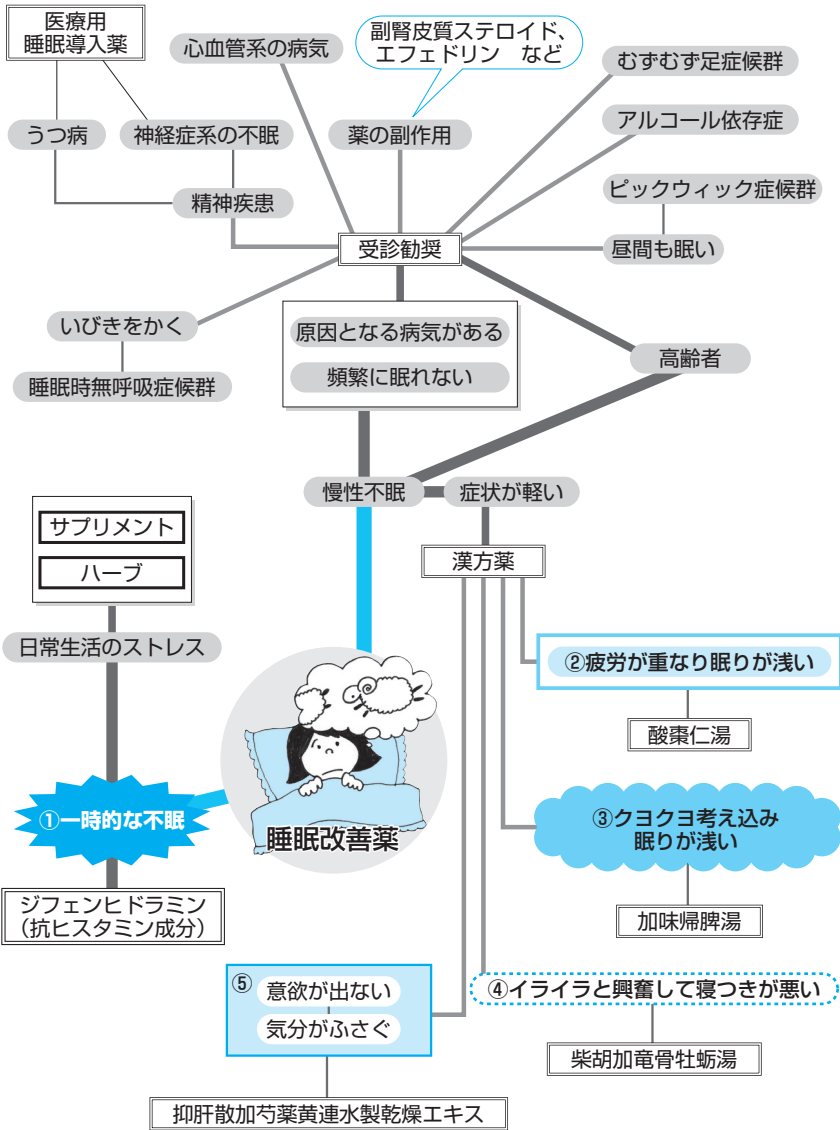 医療用
睡眠導入薬
心血管系の病気
副腎皮質ステロイド、
エフェドリン　など
むずむず足症候群
うつ病
神経症系の不眠
薬の副作用
アルコール依存症
精神疾患
ピックウィック症候群
受診勧奨
昼間も眠い
いびきをかく
原因となる病気がある
高齢者
睡眠時無呼吸症候群
頻繁に眠れない
慢性不眠
症状が軽い
サプリメント
ハーブ
漢方薬
日常生活のストレス
②疲労が重なり眠りが浅い
酸棗仁湯
①一時的な不眠
睡眠改善薬
③クヨクヨ考え込み
眠りが浅い
ジフェンヒドラミン
（抗ヒスタミン成分）
加味帰脾湯
⑤
意欲が出ない
気分がふさぐ
④イライラと興奮して寝つきが悪い
柴胡加竜骨牡蛎湯
抑肝散加芍薬黄連水製乾燥エキス